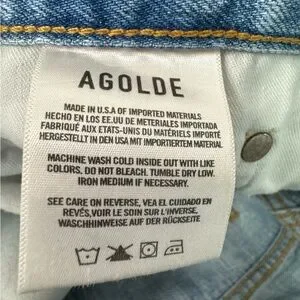 AGOLDE
MADE IN U.S.A OF IMPORTED MATERIALS
HECHO EN LOS EE.UU DE METERIALES IMPORTADA
FABRIQUÉ AUX ETATS-UNIS DU MATÉRIELS IMPORTÉ
HERGESTELLT IN DEN USA MIT IMPORTIERTEM MATERIAL
MACHINE WASH COLD INSIDE OUT WITH LIKE
COLORS. DO NOT BLEACH. TUMBLE DRY LOW.
IRON MEDIUM IF NECESSARY.
SEE CARE ON REVERSE, VEA EL CUIDADO EN
REVÉS,VOIR LE SOIN SUR L'INVERSE,
WASCHHINWEISE AUF DER RÜCKSEITE